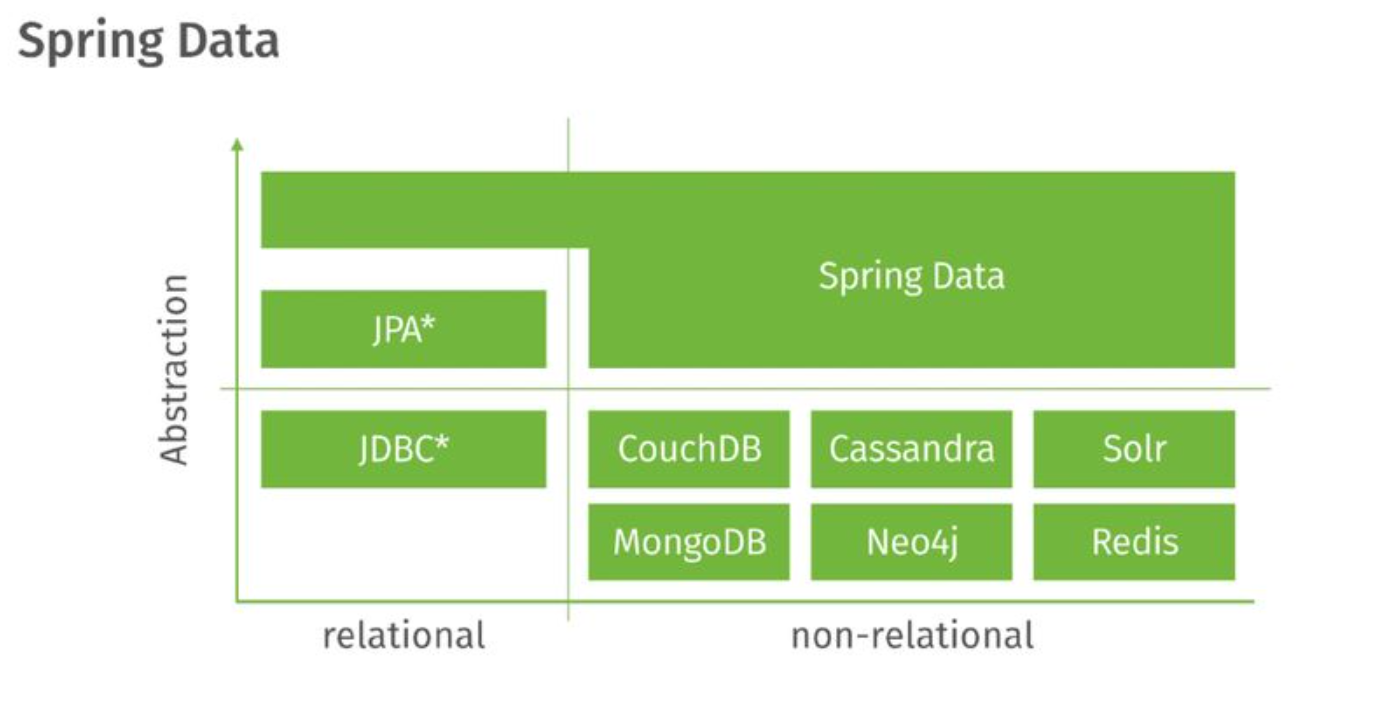 Spring Data
Abstraction
Spring Data
JPA*
JDBC*
CouchDB
Cassandra
Solr
MongoDB
Neo4j
Redis
relational
non-relational